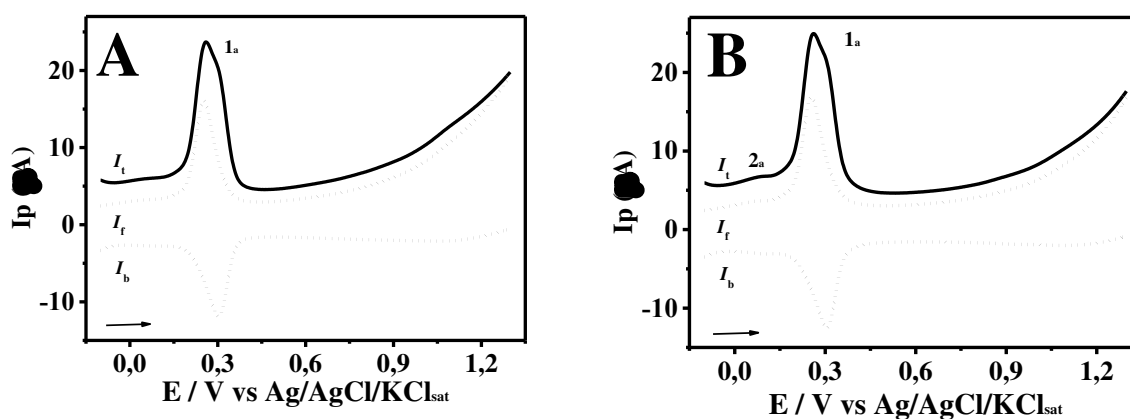 A
1a
20
10
0
-10
Ip
A)
It
If
Ib
0,0 0,3 0,6 0,9 1,2
E / V vs Ag/AgCl/KClsat
B
1a
2a
20
10
0
-10
Ip
A)
It
If
Ib
0,0 0,3 0,6 0,9 1,2
E / V vs Ag/AgCl/KClsat